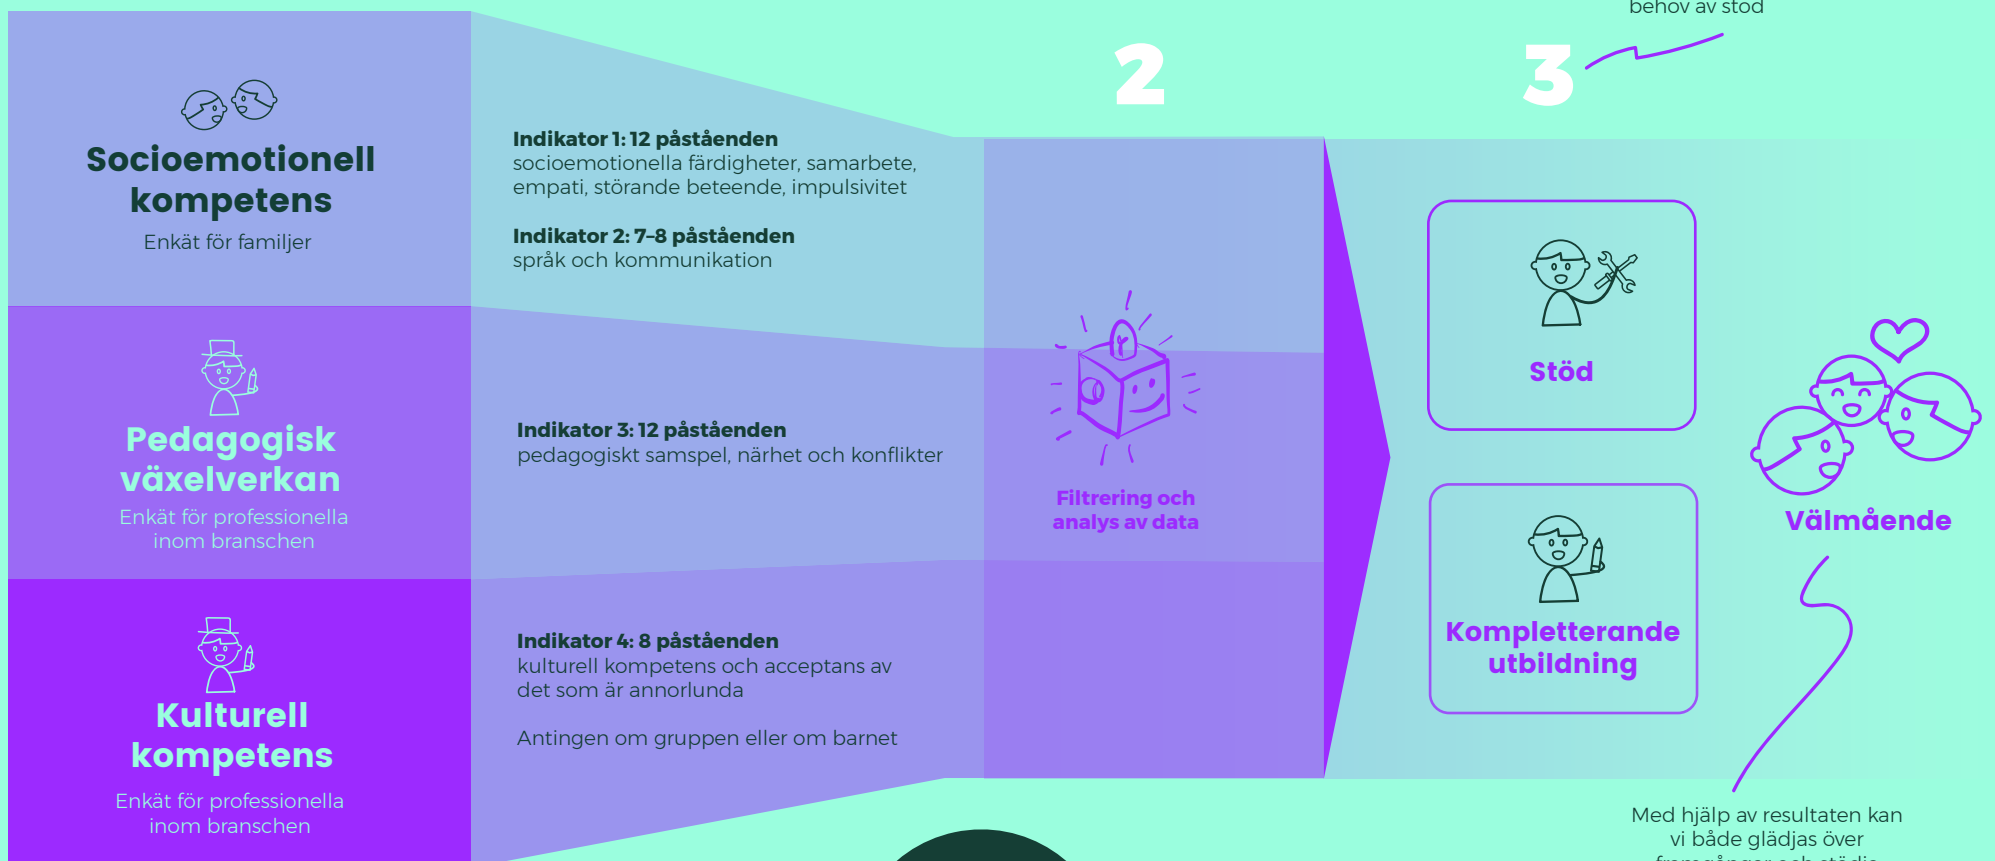 behov av stöd
2
3
Socioemotionell
kompetens
Enkät för familjer
Indikator 1: 12 påståenden
socioemotionella färdigheter, samarbete,
empati, störande beteende, impulsivitet
Indikator 2: 7–8 påståenden
språk och kommunikation
Pedagogisk
växelverkan
Enkät för professionella
inom branschen
Indikator 3: 12 påståenden
pedagogiskt samspel, närhet och konflikter
Kulturell
kompetens
Enkät för professionella
inom branschen
Indikator 4: 8 påståenden
kulturell kompetens och acceptans av
det som är annorlunda
Antingen om gruppen eller om barnet
Filtrering och
analys av data
Stöd
Kompletterande
utbildning
Välmående
Med hjälp av resultaten kan
vi både glädjas över